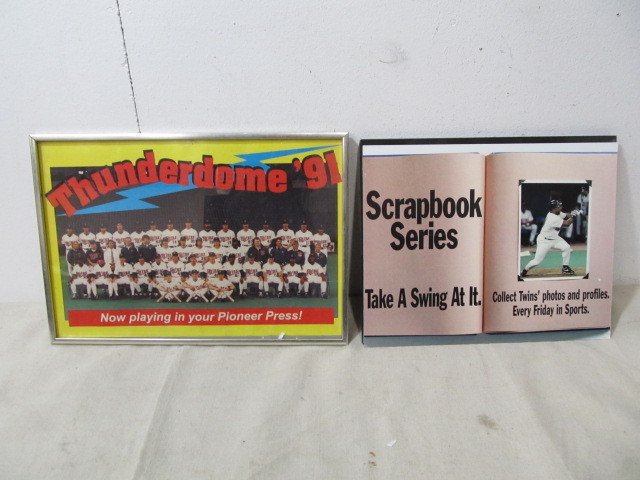 Thunderdome '91
Now playing in your Pioneer Press!
Scrapbook
Series
Take A Swing At It.
Collect Twins' photos and profiles.
Every Friday in Sports.